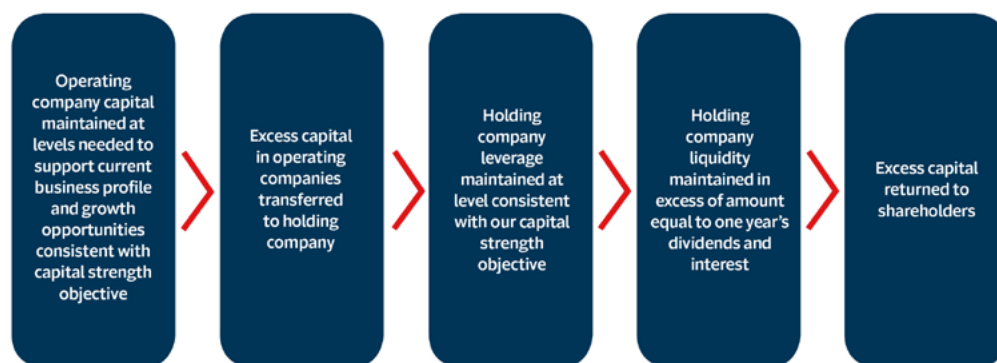 Operating
company capital
maintained at
levels needed to
support current
business profile
and growth
opportunities
consistent with
capital strength
objective
Excess capital
in operating
companies
transferred
to holding
company
Holding
company
leverage
maintained at
level consistent
with our capital
strength
objective
Holding
company
liquidity
maintained in
excess of amount
equal to one year’s
dividends and
interest
Excess capital
returned to
shareholders